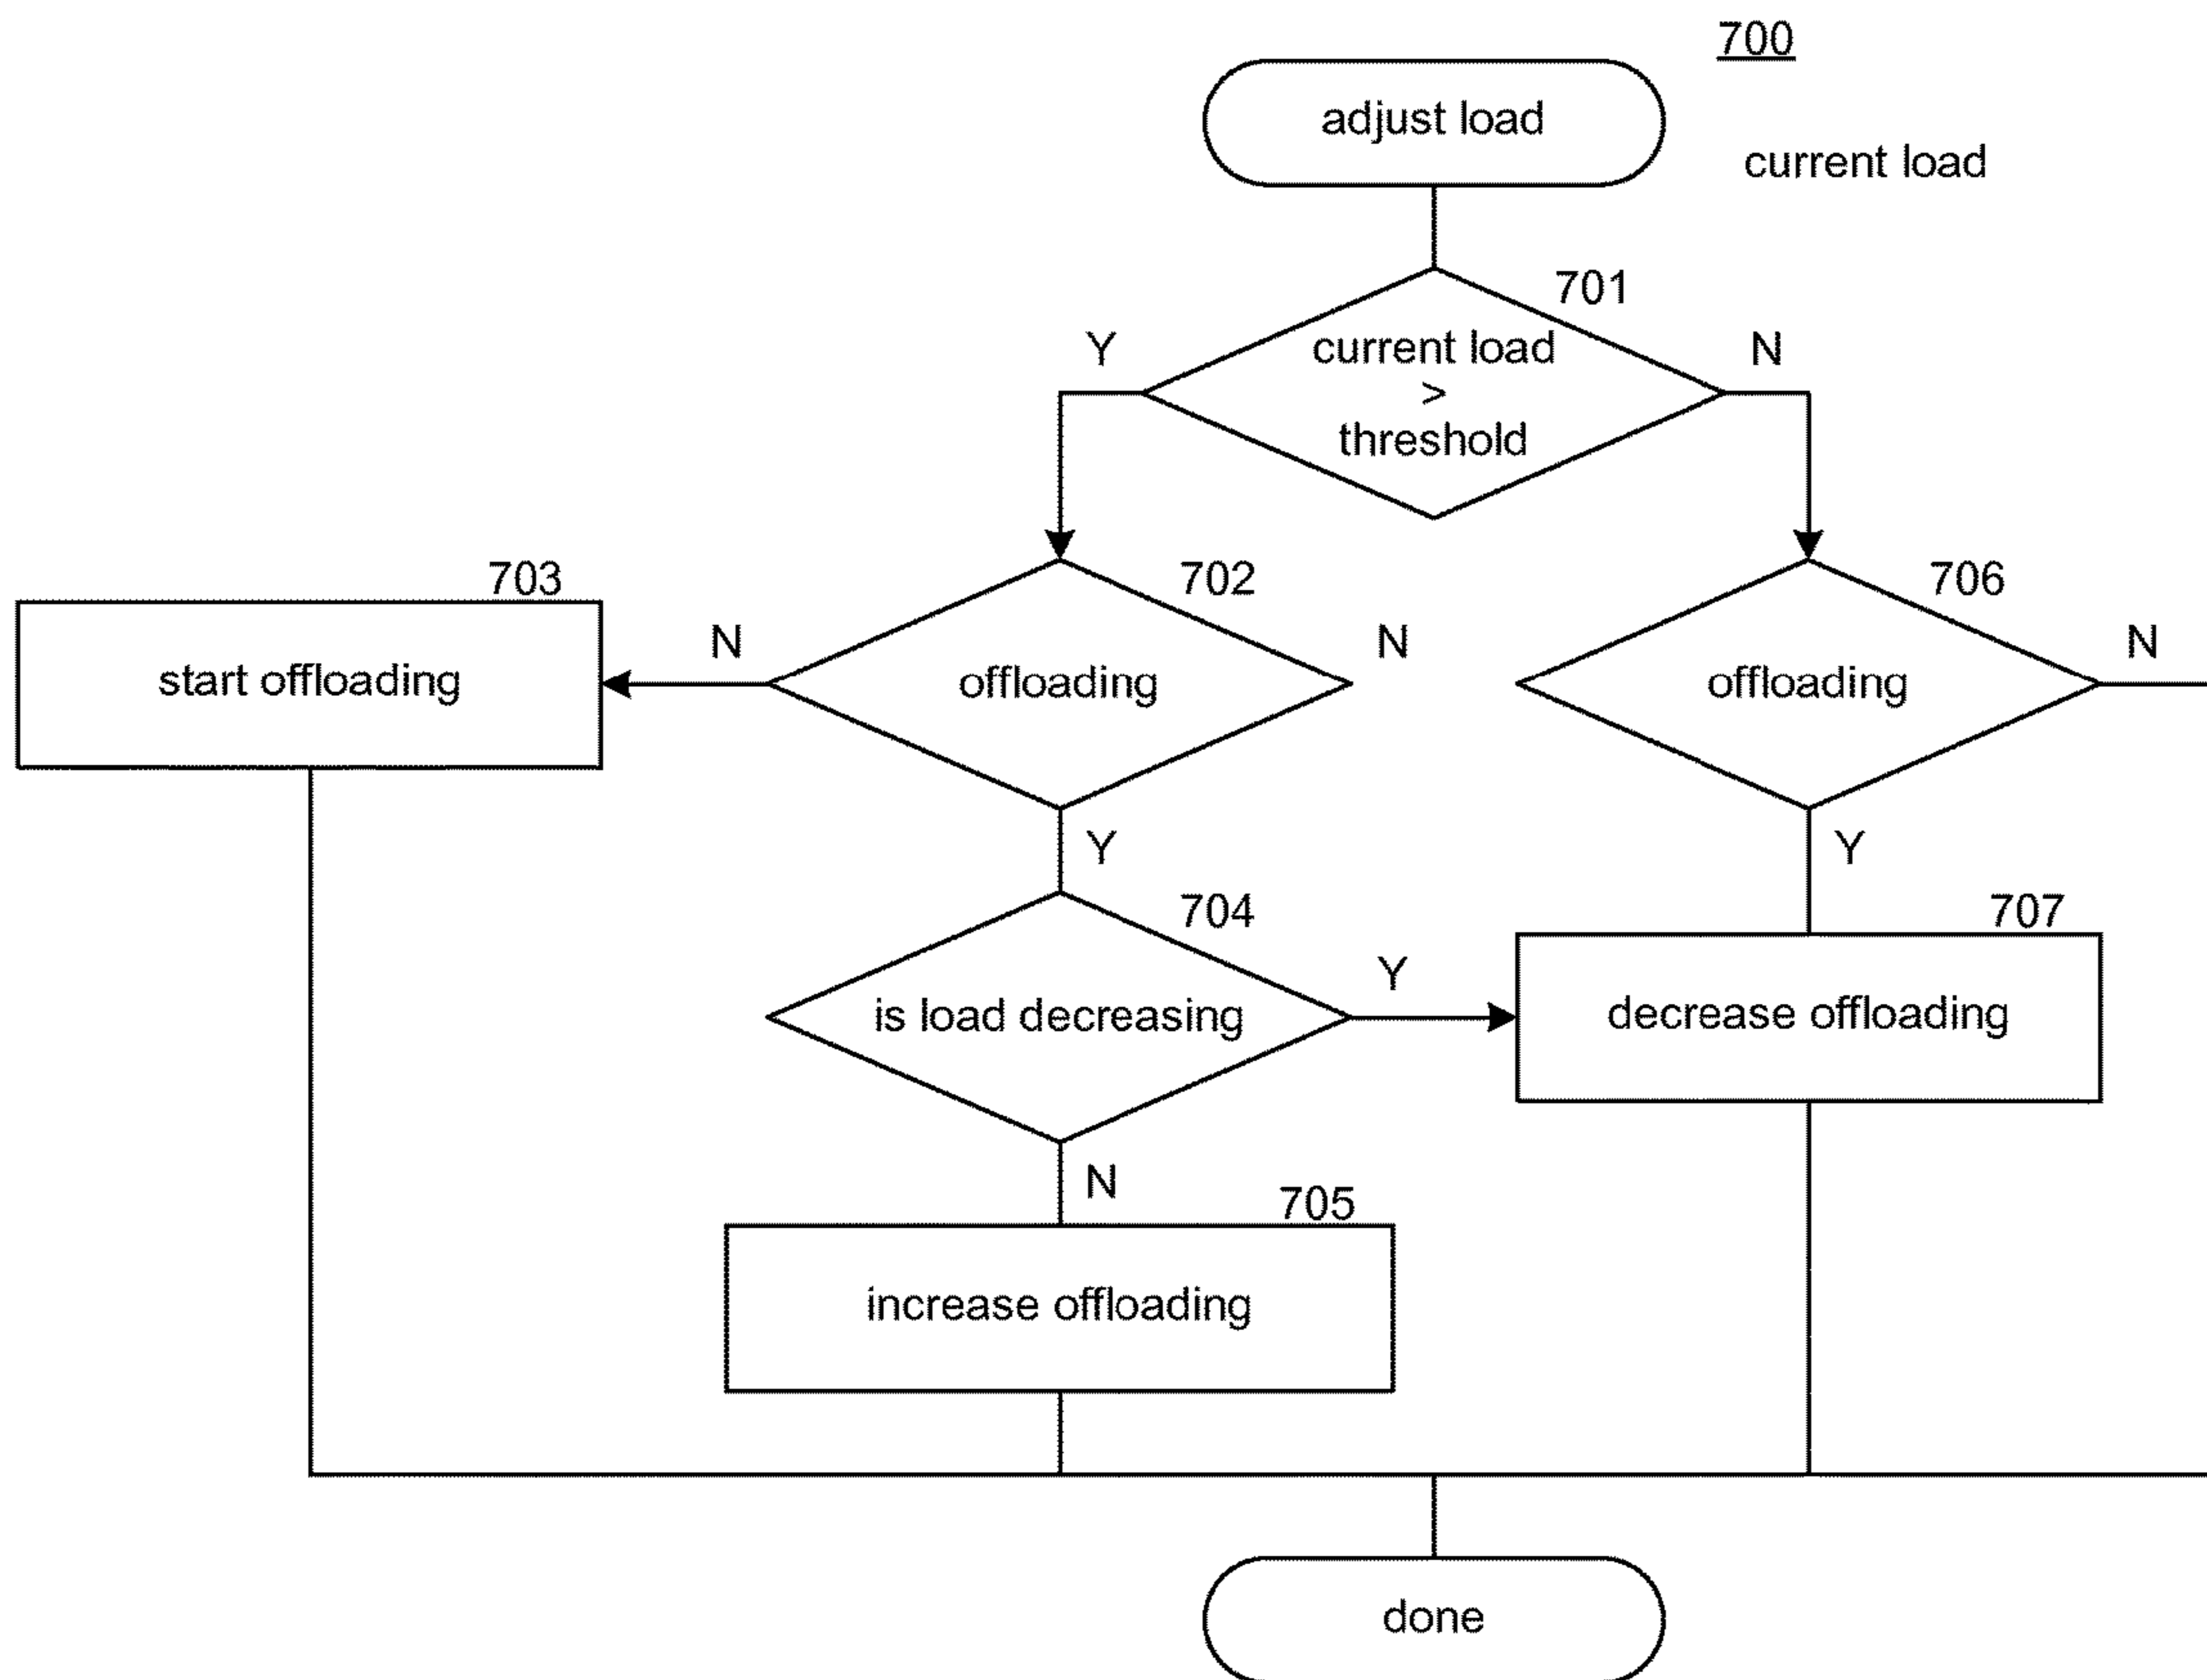 700
adjust load
current load
701
current load
>
threshold
Y
N
703
702
706
start offloading
N
offloading
N
offloading
N
Y
Y
704
707
is load decreasing
Y
decrease offloading
N
705
increase offloading
done